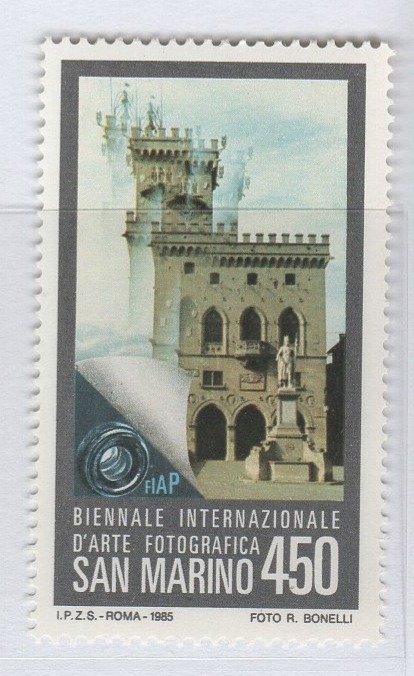 FIAP
BIENNALE INTERNAZIONALE
D'ARTE FOTOGRAFICA
SAN MARINO 450
I.P.Z.S.-ROMA-1985 FOTO R. BONELLI